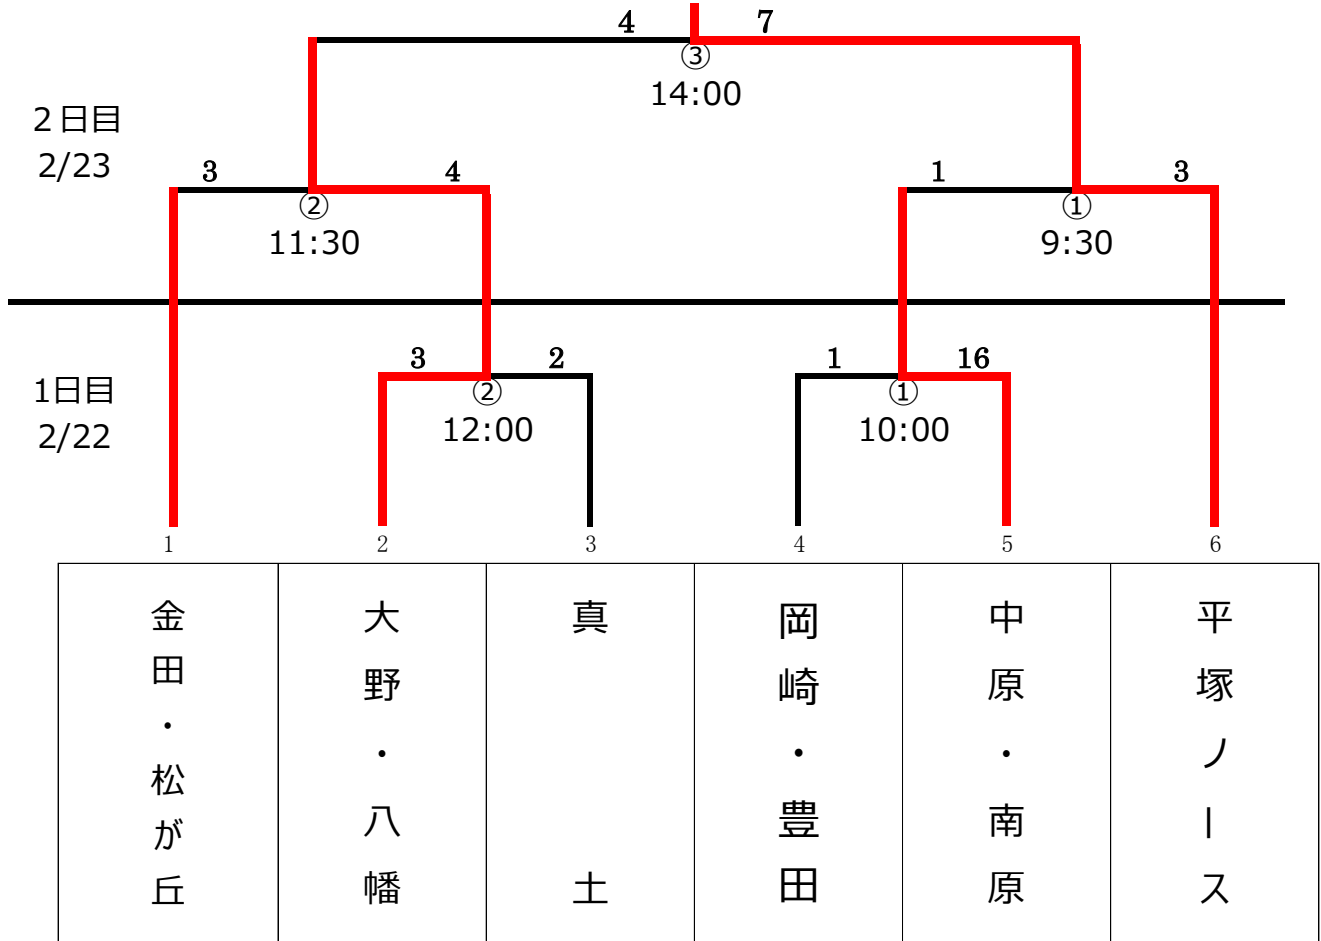 4 7
③
14:00
2日目
2/23
3 4 1 3
② ①
11:30 9:30
3 2 1 16
1日目
2/22
② ①
12:00 10:00
1 2 3 4 5 6
金田・松が丘
大野・八幡
真土
岡崎・豊田
中原・南原
平塚ノース